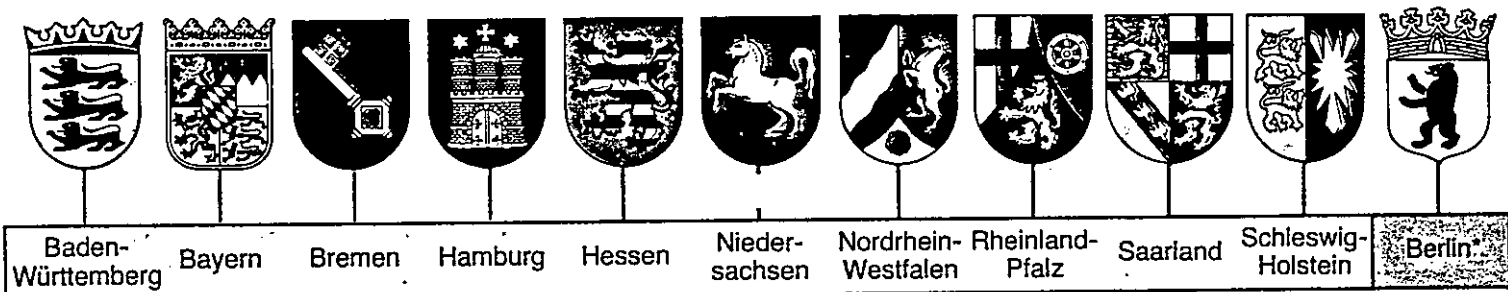 Baden-
Württemberg
Bayern
Bremen
Hamburg
Hessen
Nieder-
sachsen
Nordrhein-
Westfalen
Rheinland-
Pfalz
Saarland
Schleswig-
Holstein
Berlin*